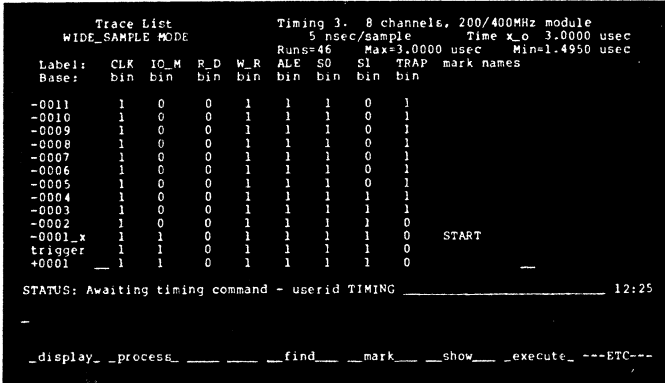 Trace List Timing 3. 8 channels, 200/400MHz module
WIDE_SAMPLE MODE 5 nsec/sample Time x_o 3.0000 usec
Runs=46 Max=3.0000 usec Min=1.4950 usec
Label: CLK IO_M R_D W_R ALE S0 S1 TRAP mark names
Base: bin bin bin bin bin bin bin bin
-0011 1 0 0 1 1 1 0 1
-0010 1 0 0 1 1 1 0 1
-0009 1 0 0 1 1 1 0 1
-0008 1 0 0 1 1 1 0 1
-0007 1 0 0 1 1 1 0 1
-0006 1 0 0 1 1 1 0 1
-0005 1 0 0 1 1 1 0 1
-0004 1 0 0 1 1 1 1 1
-0003 1 0 0 1 1 1 1 1
-0002 1 0 0 1 1 1 1 0
-0001_x 1 1 0 1 1 1 1 0 START
trigger 1 1 0 1 1 1 1 0
+0001 __ 1 1 0 1 1 1 1 0 __
STATUS: Awaiting timing command - userid TIMING ______________________ 12:25
_
_display_ _process_ ____ ____ __find___ __mark___ __show___ _execute_ ---ETC---